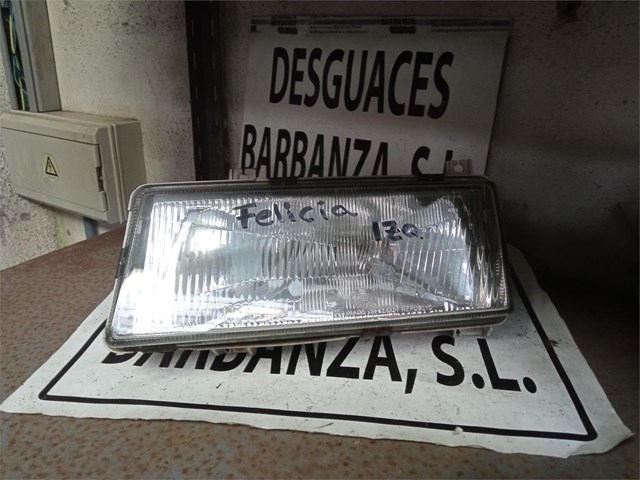 DESGUACES
BARBANZA, S.L.
Felicia
IZQ.
BARBANZA, S.L.